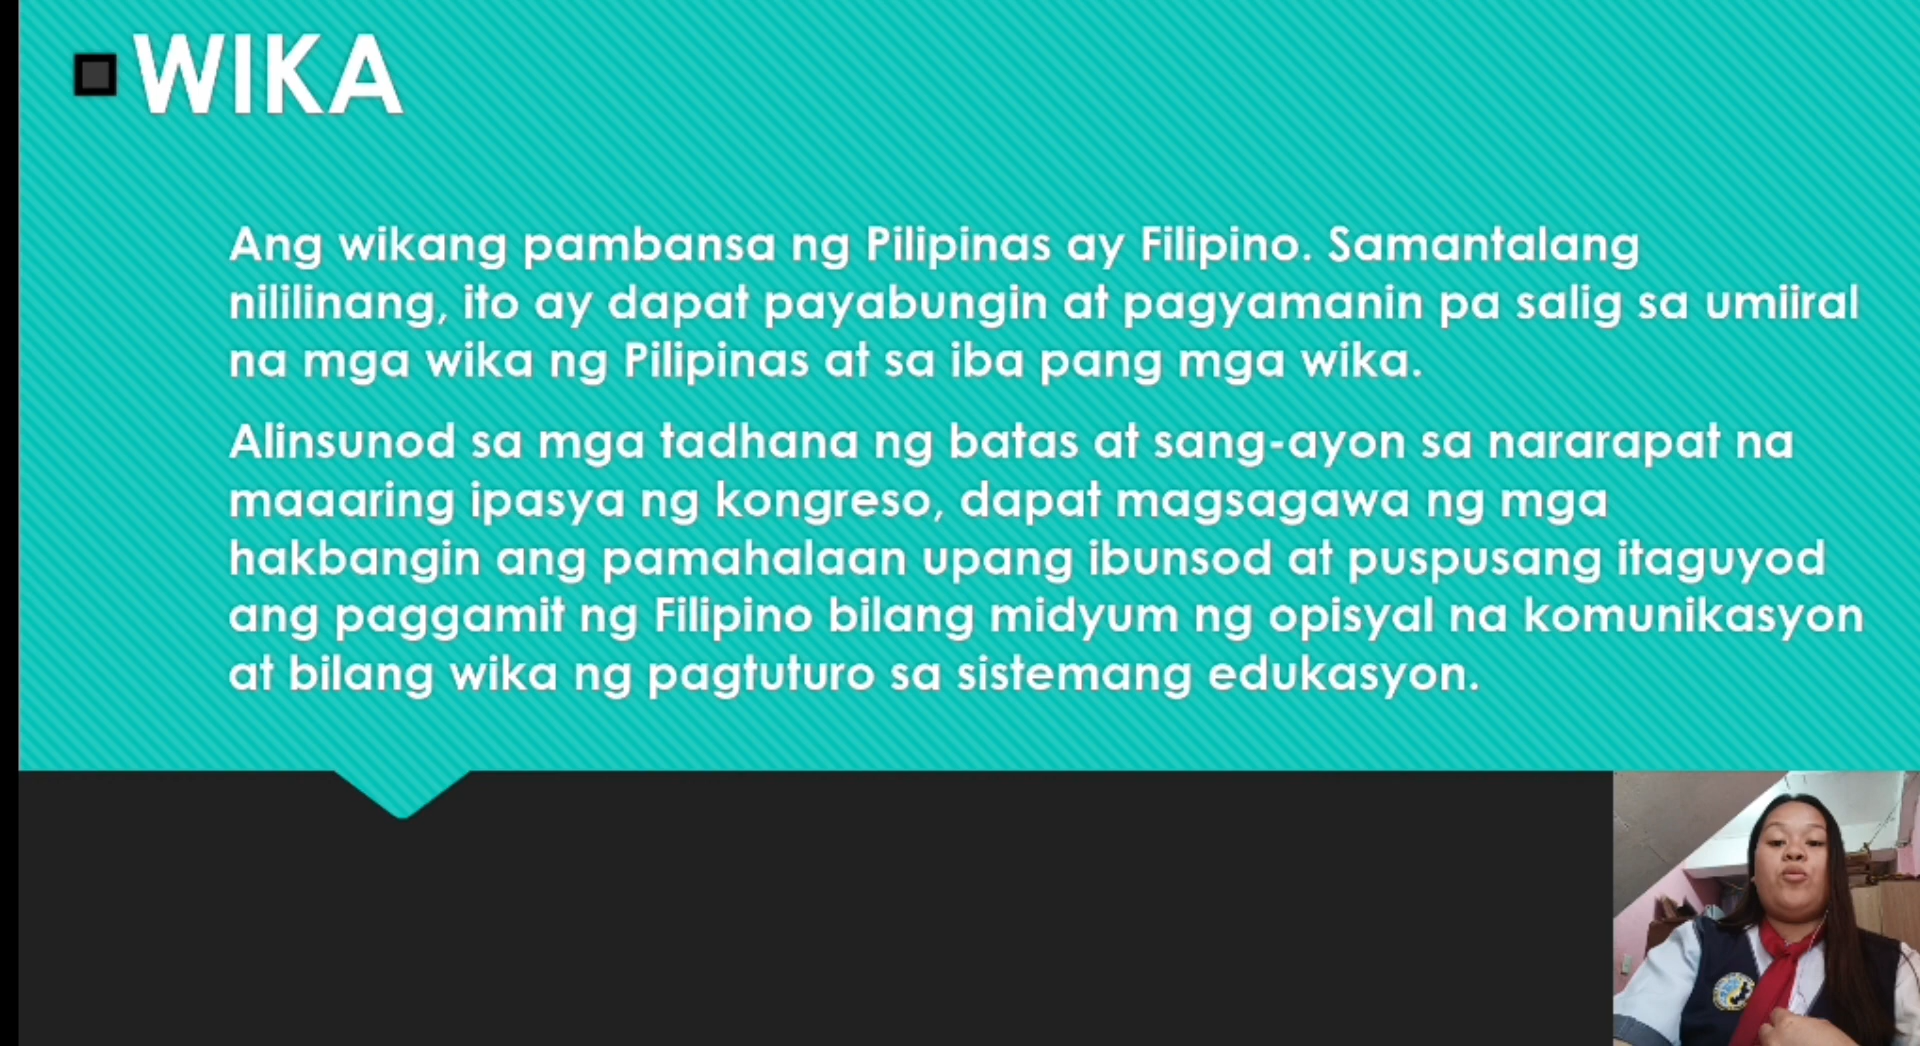 WIKA
Ang wikang pambansa ng Pilipinas ay Filipino. Samantalang
nililinang, ito ay dapat payabungin at pagyamanin pa salig sa umiiral
na mga wika ng Pilipinas at sa iba pang mga wika.
Alinsunod sa mga tadhana ng batas at sang-ayon sa nararapat na
maaaring ipasya ng kongreso, dapat magsagawa ng mga
hakbangin ang pamahalaan upang ibunsod at puspusang itaguyod
ang paggamit ng Filipino bilang midyum ng opisyal na komunikasyon
at bilang wika ng pagtuturo sa sistemang edukasyon.